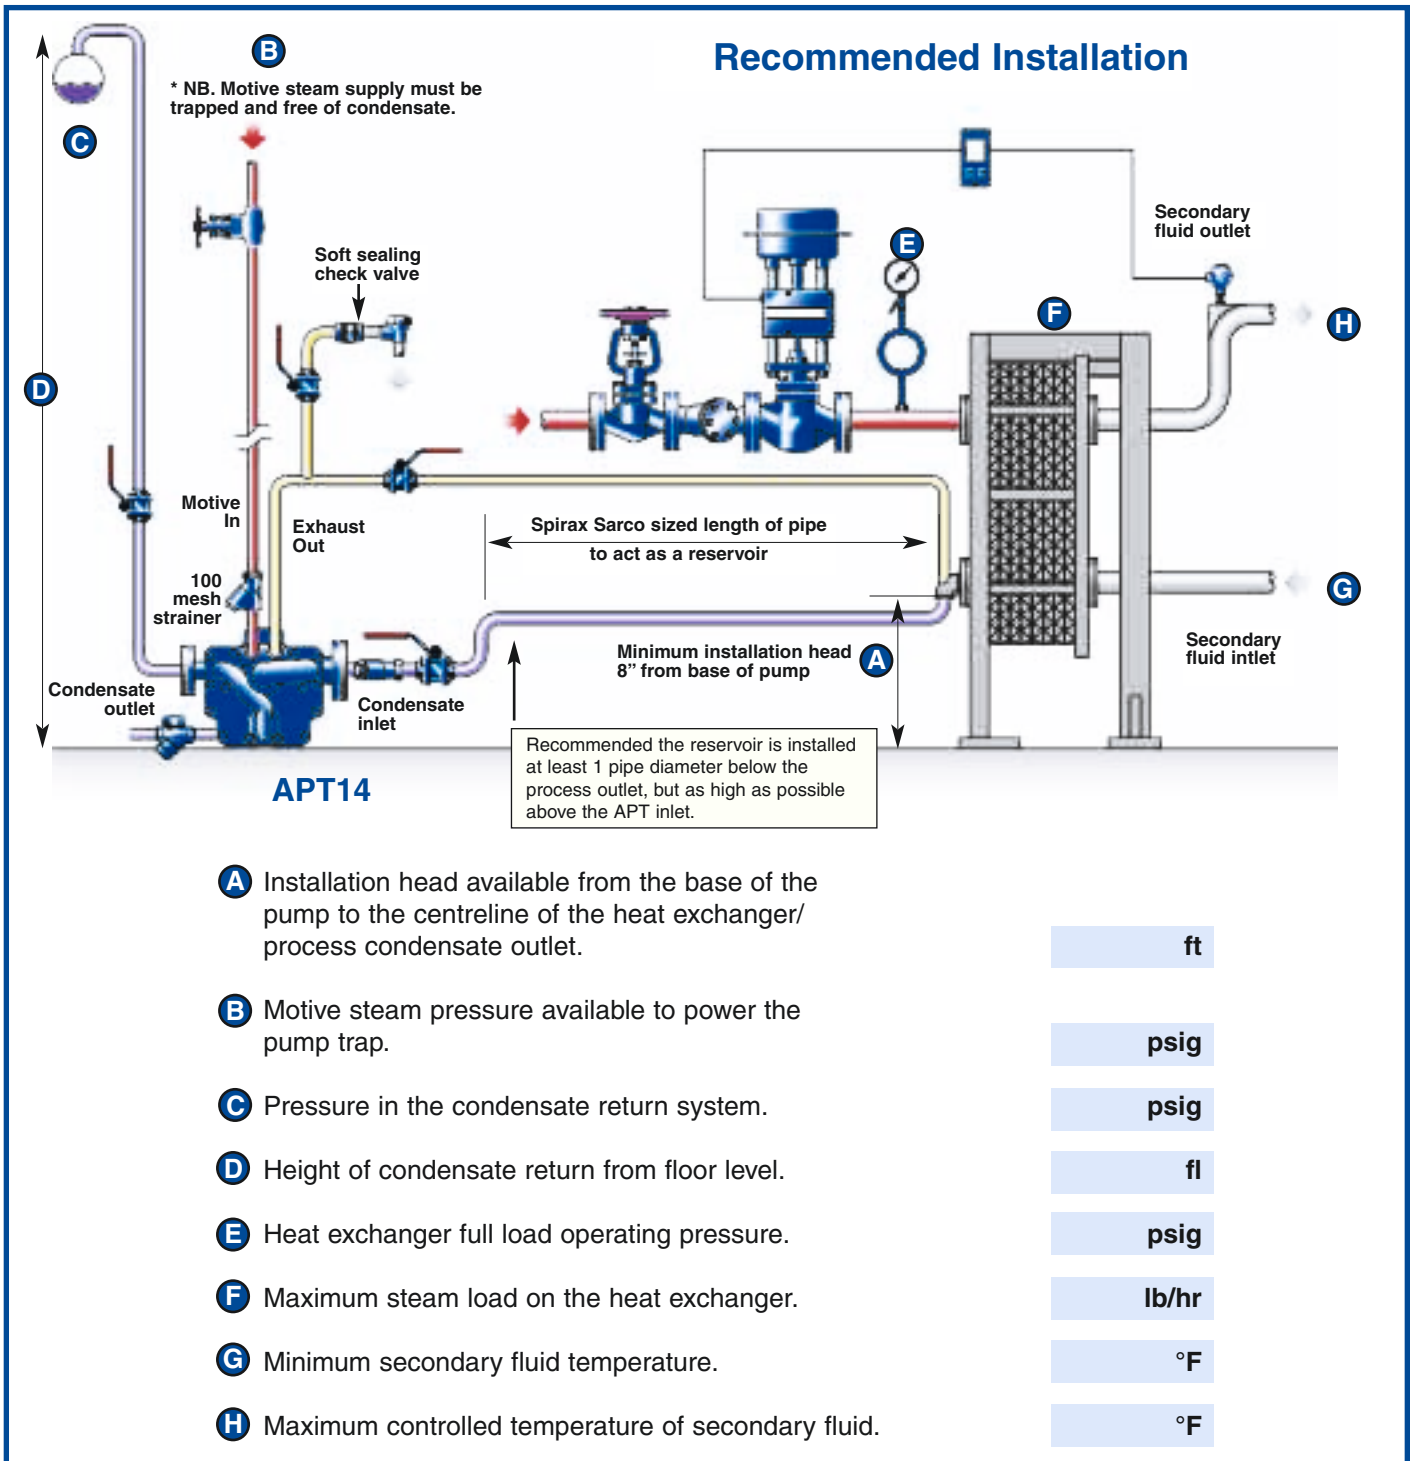 Recommended Installation
B
* NB. Motive steam supply must be
trapped and free of condensate.
C
D
Soft sealing
check valve
E
Secondary
fluid outlet
F
H
Motive
In
Exhaust
Out
Spirax Sarco sized length of pipe
to act as a reservoir
100
mesh
strainer
G
Minimum installation head
8” from base of pump
A
Secondary
fluid intlet
Condensate
outlet
Condensate
inlet
Recommended the reservoir is installed
at least 1 pipe diameter below the
process outlet, but as high as possible
above the APT inlet.
APT14
A Installation head available from the base of the
pump to the centreline of the heat exchanger/
process condensate outlet. ft
B Motive steam pressure available to power the
pump trap. psig
C Pressure in the condensate return system. psig
D Height of condensate return from floor level. fl
E Heat exchanger full load operating pressure. psig
F Maximum steam load on the heat exchanger. lb/hr
G Minimum secondary fluid temperature. °F
H Maximum controlled temperature of secondary fluid. °F